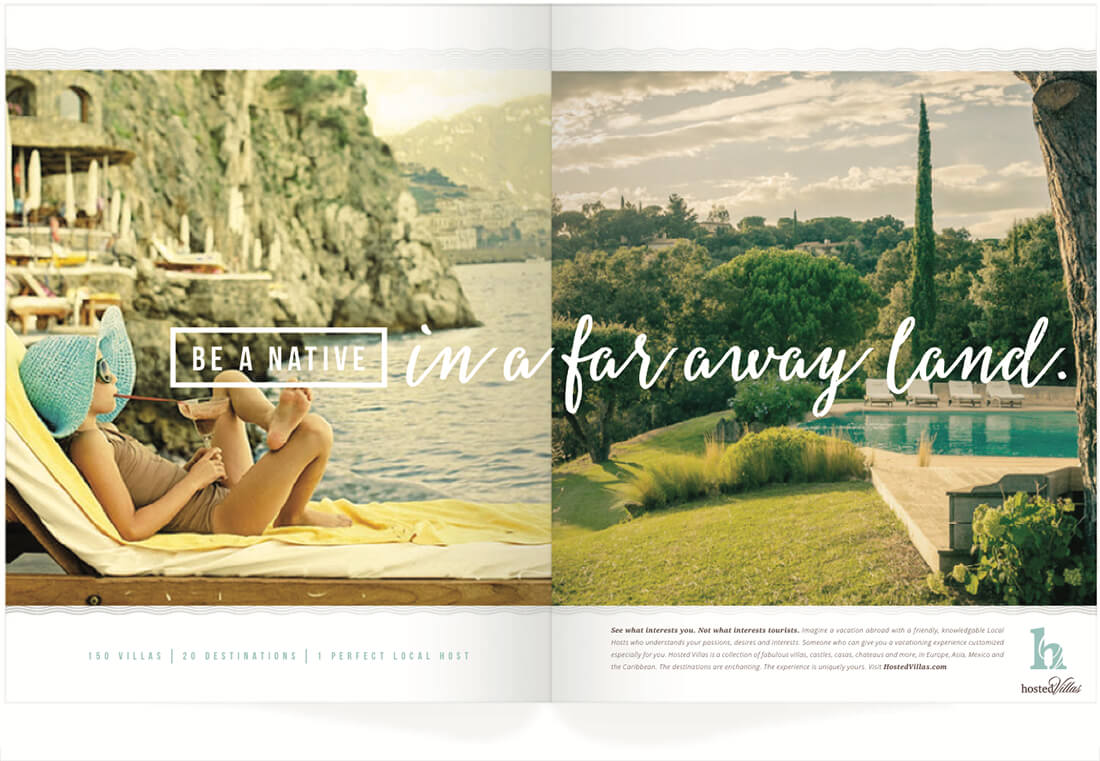 BE A NATIVE in a far away land.
150 VILLAS | 20 DESTINATIONS | 1 PERFECT LOCAL HOST
See what interests you. Not what interests tourists. Imagine a vacation abroad with a friendly, knowledgable Local
Hosts who understands your passions, desires and interests. Someone who can give you a vactioning experience customized
especially for you. Hosted Villas is a collection of fabulous villas, castles, casas, chateaus and more, in Europe, Asia, Mexico and
the Caribbean. The destinations are enchanting. The experience is uniquely yours. Visit HostedVillas.com
h
hostedVillas